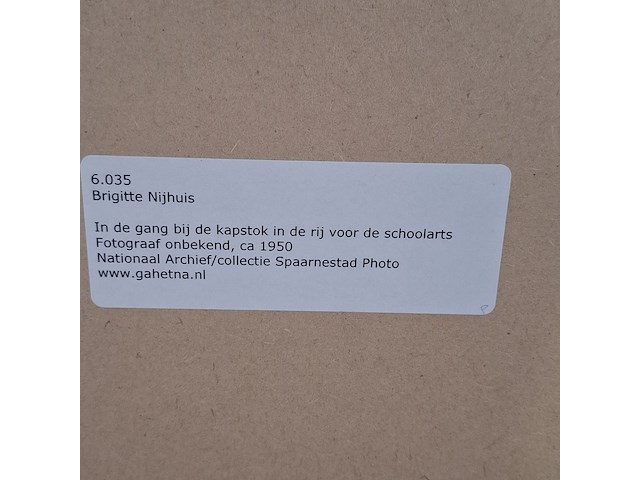 6.035
Brigitte Nijhuis
In de gang bij de kapstok in de rij voor de schoolarts
Fotograaf onbekend, ca 1950
Nationaal Archief/collectie Spaarnestad Photo
www.gahetna.nl